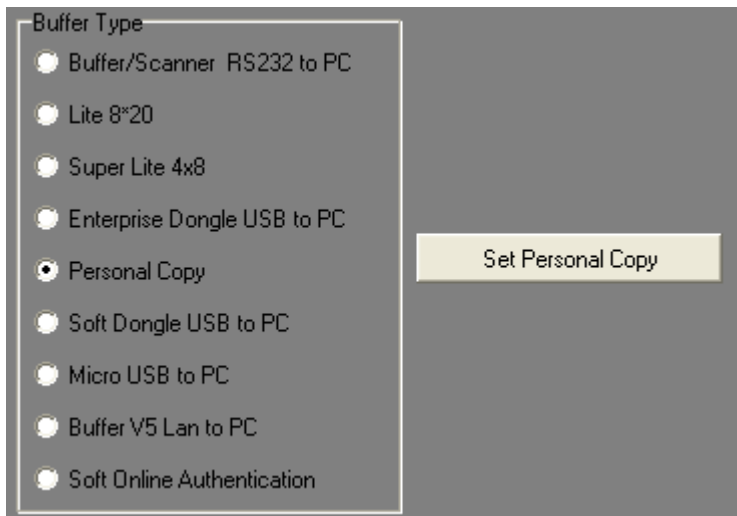 Buffer Type
Buffer/Scanner RS232 to PC
Lite 8*20
Super Lite 4x8
Enterprise Dongle USB to PC
Personal Copy
Set Personal Copy
Soft Dongle USB to PC
Micro USB to PC
Buffer V5 Lan to PC
Soft Online Authentication